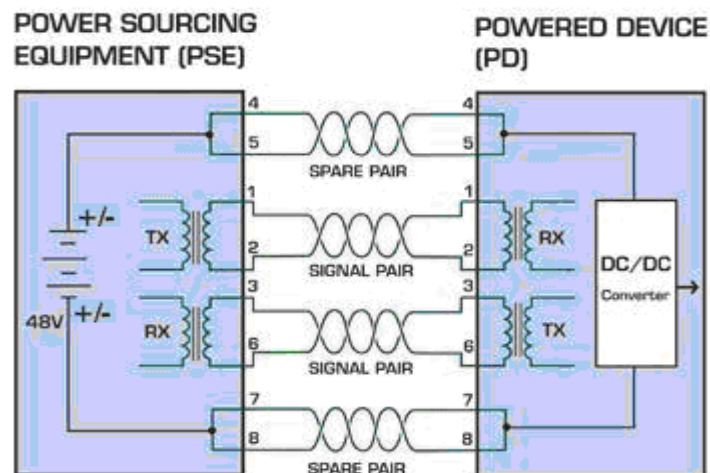 POWER SOURCING
EQUIPMENT (PSE)
POWERED DEVICE
(PD)
4 4
5 5
SPARE PAIR
1 1
+/-
TX RX
2 2
SIGNAL PAIR
DC/DC
Converter
3 3
48V +/-
RX TX
6 6
SIGNAL PAIR
7 7
8 8
SPARE PAIR